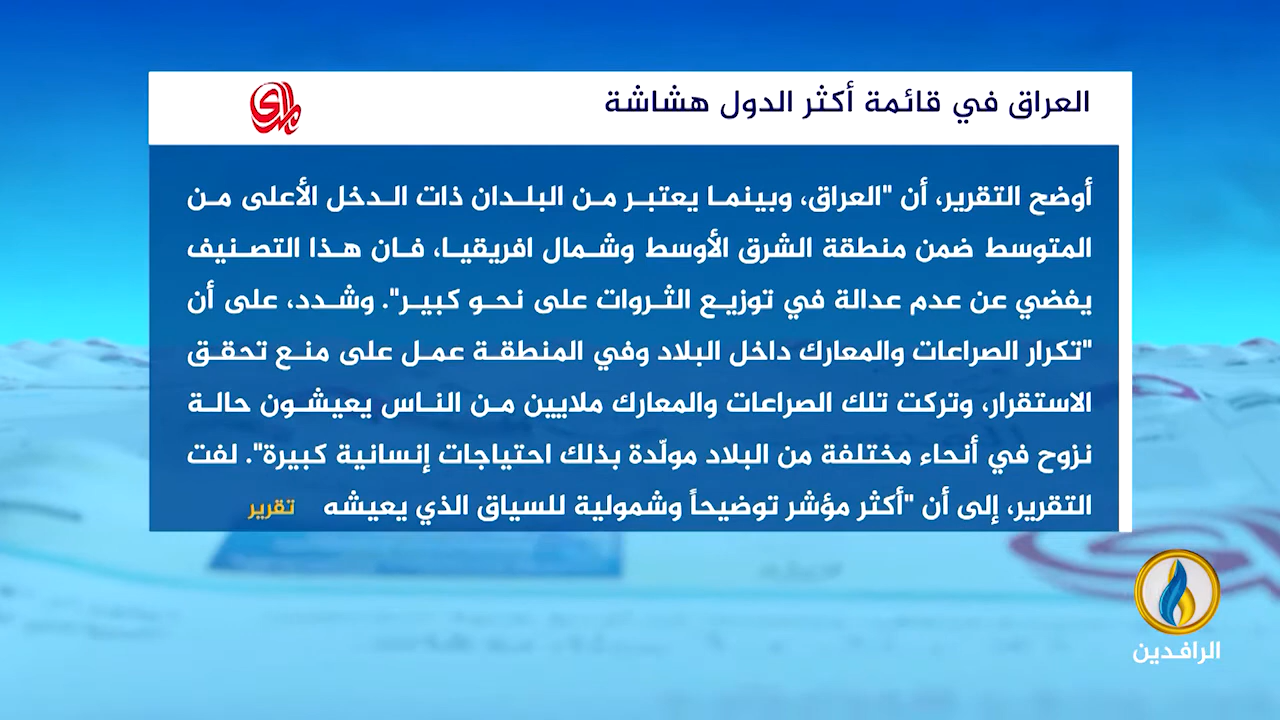 العراق في قائمة أكثر الدول هشاشة
المدى
أوضح التقرير، أن "العراق، وبينما يعتبر من البلدان ذات الدخل الأعلى من
المتوسط ضمن منطقة الشرق الأوسط وشمال افريقيا، فان هذا التصنيف
يفضي عن عدم عدالة في توزيع الثروات على نحو كبير". وشدد، على أن
"تكرار الصراعات والمعارك داخل البلاد وفي المنطقة عمل على منع تحقق
الاستقرار، وتركت تلك الصراعات والمعارك ملايين من الناس يعيشون حالة
نزوح في أنحاء مختلفة من البلاد مولّدة بذلك احتياجات إنسانية كبيرة". لفت
التقرير، إلى أن "أكثر مؤشر توضيحاً وشمولية للسياق الذي يعيشه
تقرير
الرافدين